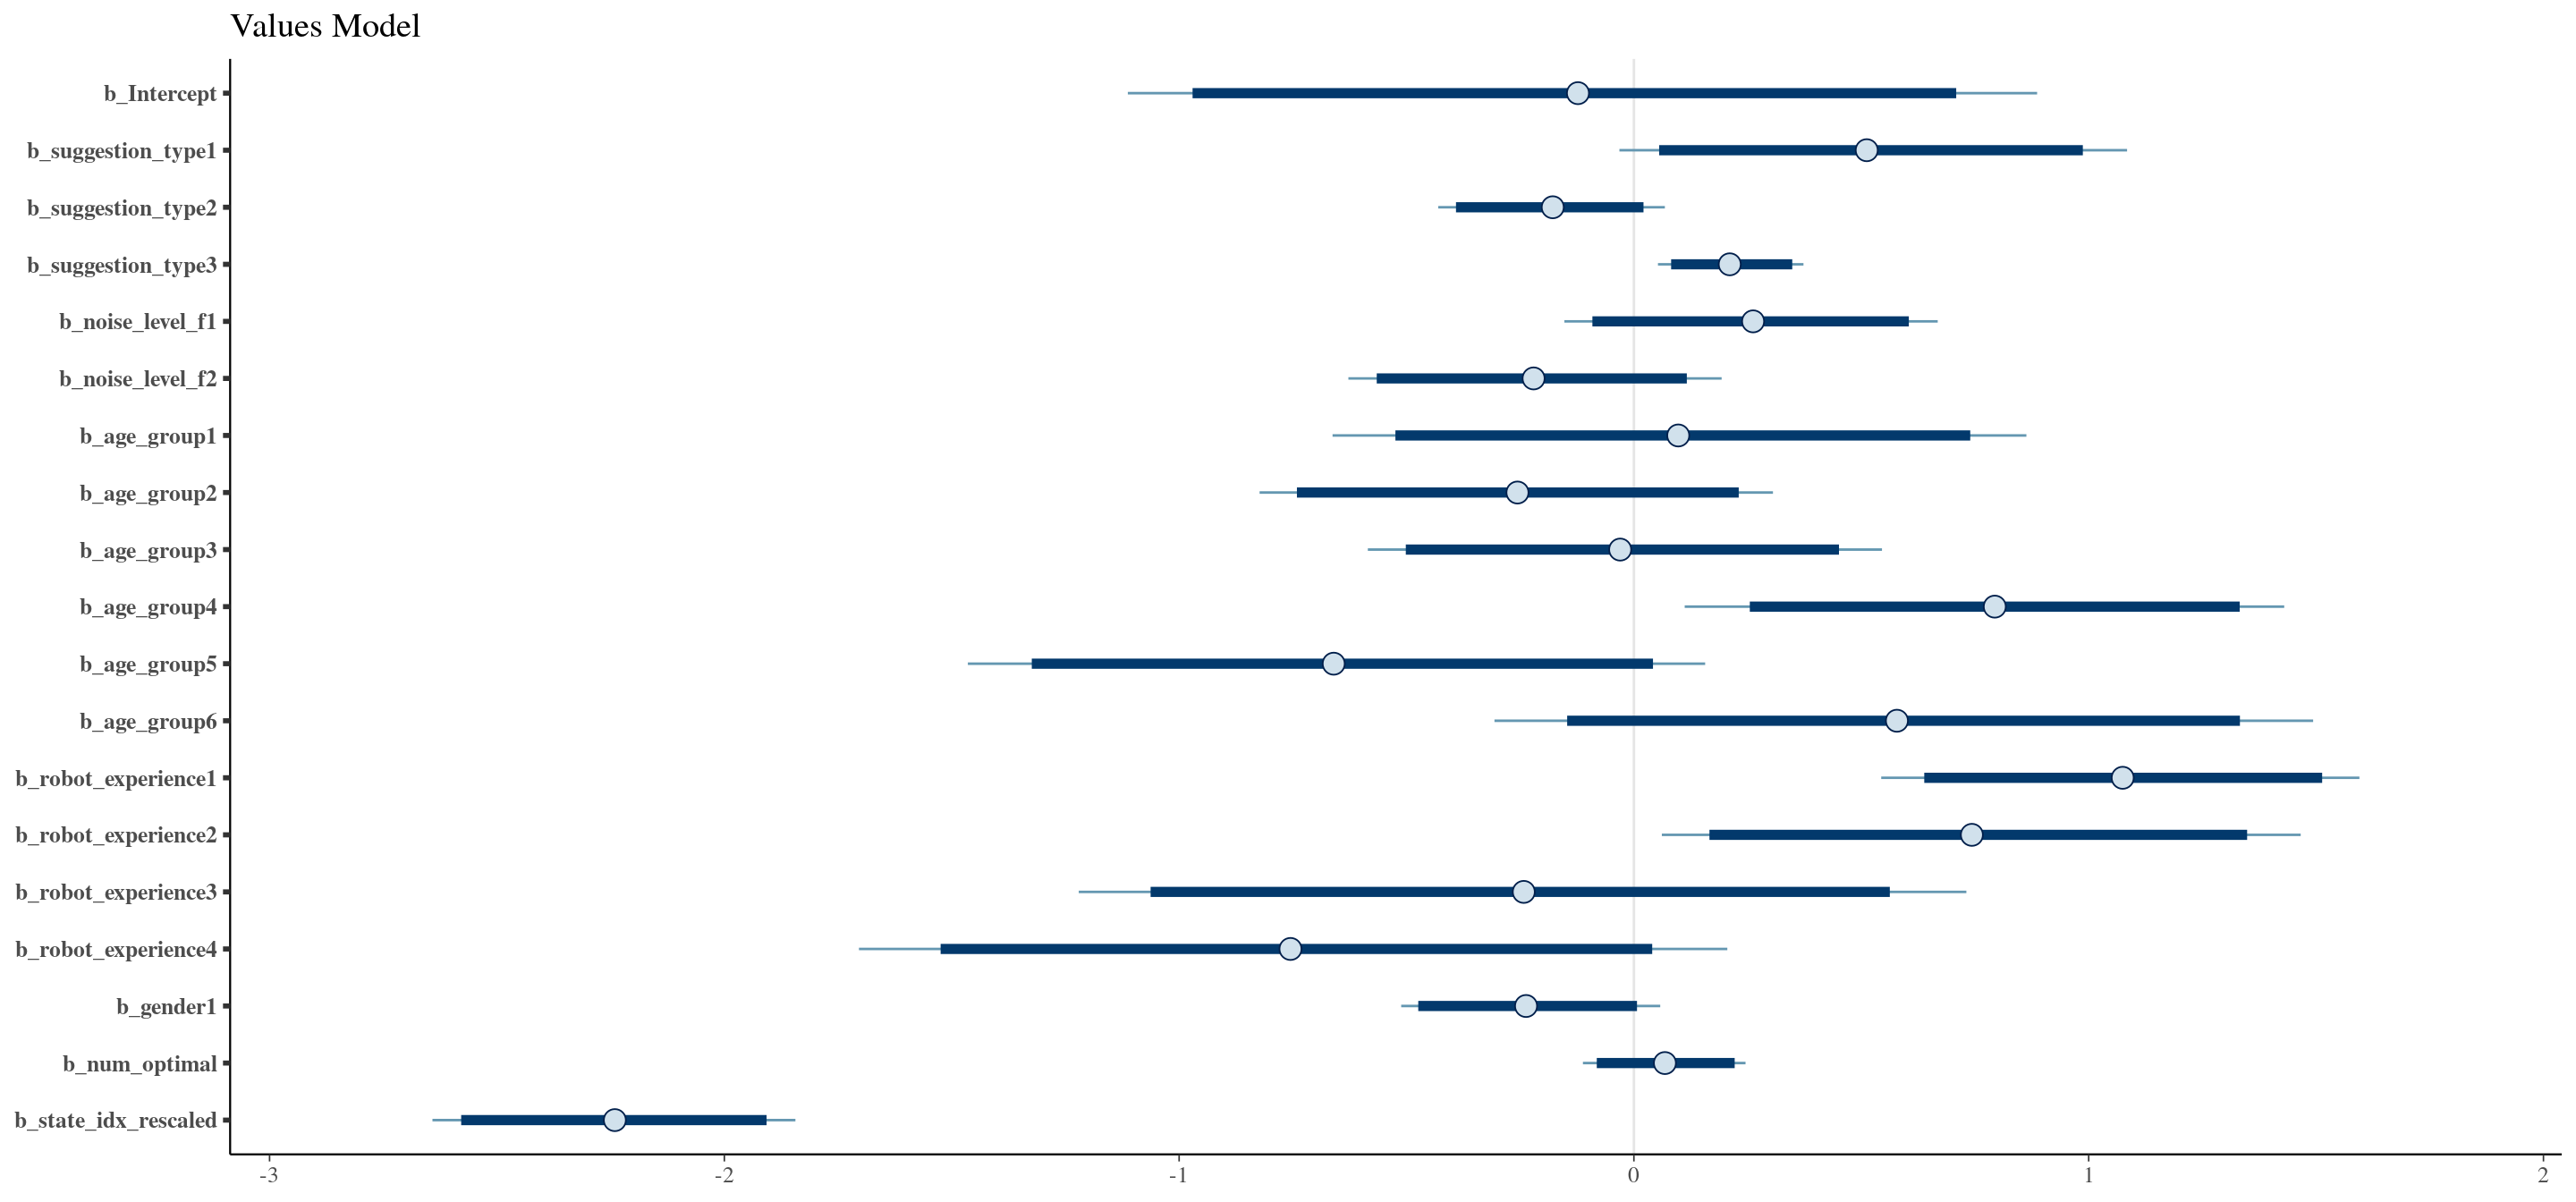 Values Model
b_Intercept
b_suggestion_type1
b_suggestion_type2
b_suggestion_type3
b_noise_level_f1
b_noise_level_f2
b_age_group1
b_age_group2
b_age_group3
b_age_group4
b_age_group5
b_age_group6
b_robot_experience1
b_robot_experience2
b_robot_experience3
b_robot_experience4
b_gender1
b_num_optimal
b_state_idx_rescaled
-3 -2 -1 0 1 2